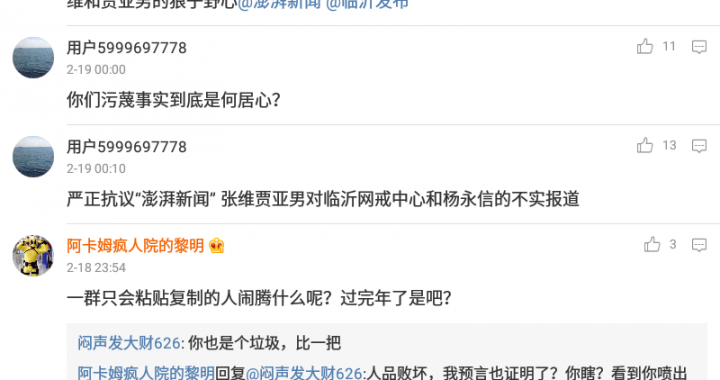 维和贾亚男的狼子野心@澎湃新闻 @临沂发布
用户5999697778
11
2-19 00:00
你们污蔑事实到底是何居心？
用户5999697778
13
2-19 00:10
严正抗议“澎湃新闻” 张维贾亚男对临沂网戒中心和杨永信的不实报道
阿卡姆疯人院的黎明
3
2-18 23:54
一群只会粘贴复制的人闹腾什么呢？过完年了是吧？
闷声发大财626: 你也是个垃圾，比一把
阿卡姆疯人院的黎明回复@闷声发大财626:人品败坏，我预言也证明了？你瞎？看到你喷出